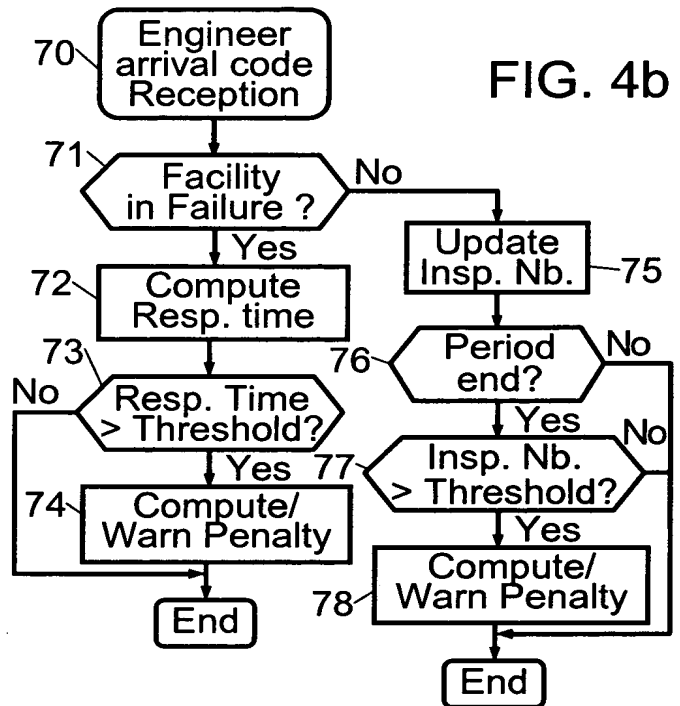 FIG. 4b
70
Engineer
arrival code
Reception
71
Facility
in Failure ?
No
Yes
72
Compute
Resp. time
73
No
Resp. Time
> Threshold?
Yes
74
Compute/
Warn Penalty
End
Update
Insp. Nb.
75
76
Period
end?
No
Yes
77
Insp. Nb.
> Threshold?
No
Yes
78
Compute/
Warn Penalty
End